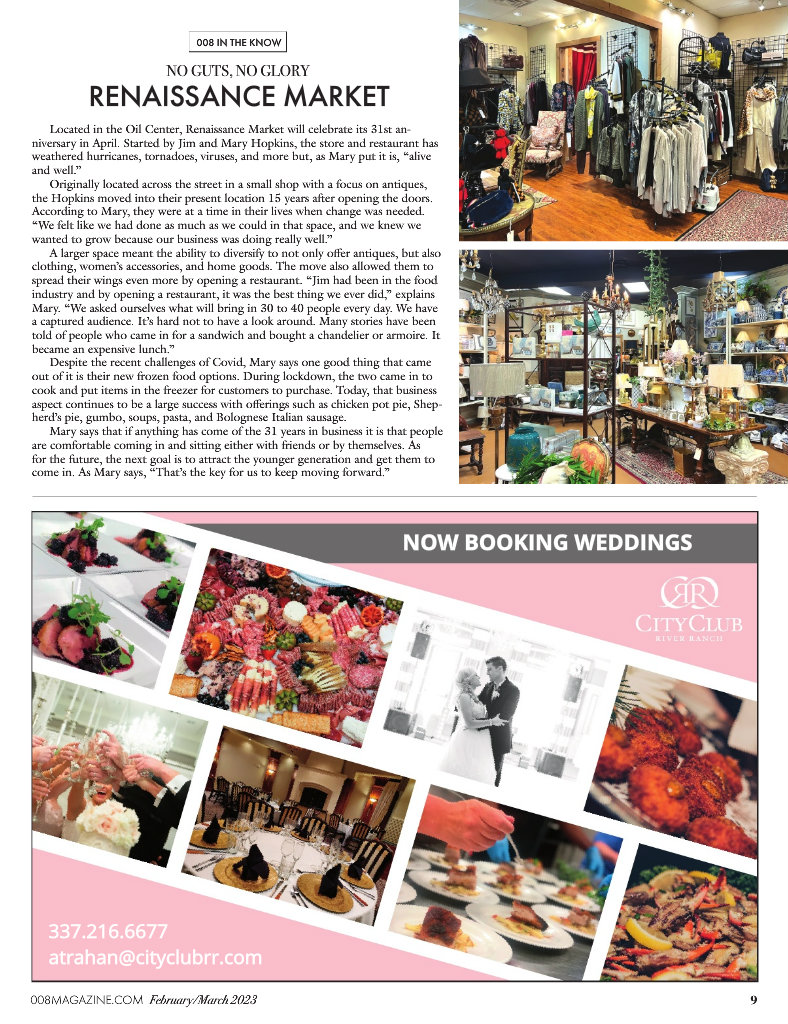 008 IN THE KNOW
NO GUTS, NO GLORY
RENAISSANCE MARKET
Located in the Oil Center, Renaissance Market will celebrate its 31st an-
niversary in April. Started by Jim and Mary Hopkins, the store and restaurant has
weathered hurricanes, tornadoes, viruses, and more but, as Mary put it is, “alive
and well.”
Originally located across the street in a small shop with a focus on antiques,
the Hopkins moved into their present location 15 years after opening the doors.
According to Mary, they were at a time in their lives when change was needed.
“We felt like we had done as much as we could in that space, and we knew we
wanted to grow because our business was doing really well.”
A larger space meant the ability to diversify to not only offer antiques, but also
clothing, women’s accessories, and home goods. The move also allowed them to
spread their wings even more by opening a restaurant. “Jim had been in the food
industry and by opening a restaurant, it was the best thing we ever did,” explains
Mary. “We asked ourselves what will bring in 30 to 40 people every day. We have
a captured audience. It’s hard not to have a look around. Many stories have been
told of people who came in for a sandwich and bought a chandelier or armoire. It
became an expensive lunch.”
Despite the recent challenges of Covid, Mary says one good thing that came
out of it is their new frozen food options. During lockdown, the two came in to
cook and put items in the freezer for customers to purchase. Today, that business
aspect continues to be a large success with offerings such as chicken pot pie, Shep-
herd’s pie, gumbo, soups, pasta, and Bolognese Italian sausage.
Mary says that if anything has come of the 31 years in business it is that people
are comfortable coming in and sitting either with friends or by themselves. As
for the future, the next goal is to attract the younger generation and get them to
come in. As Mary says, “That’s the key for us to keep moving forward.”
NOW BOOKING WEDDINGS
CITY CLUB
RIVER RANCH
337.216.6677
atrahan@cityclubrr.com
008MAGAZINE.COM February/March 2023
9